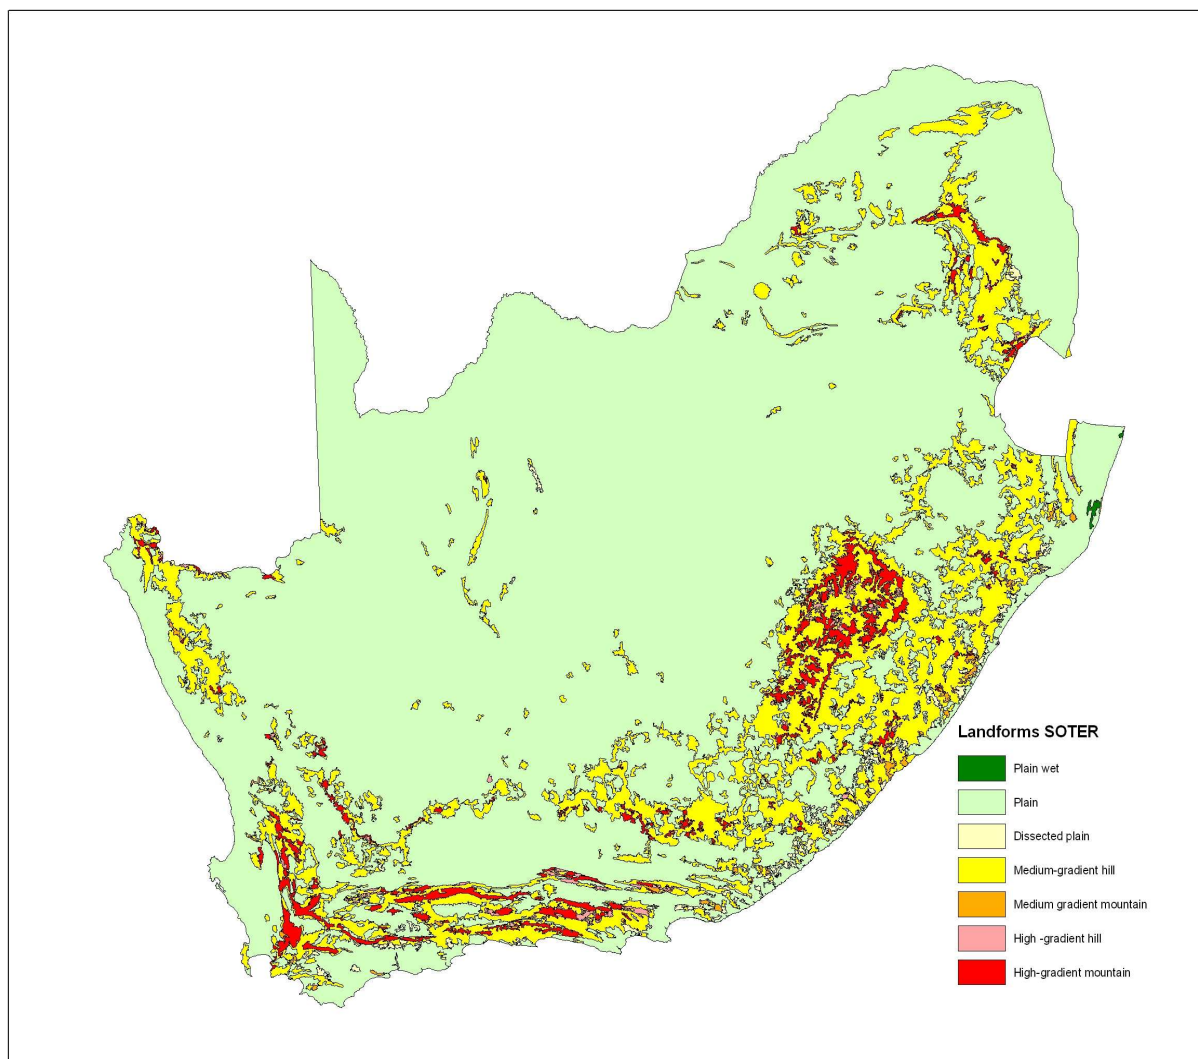 Landforms SOTER
Plain wet
Plain
Dissected plain
Medium-gradient hill
Medium gradient mountain
High -gradient hill
High-gradient mountain